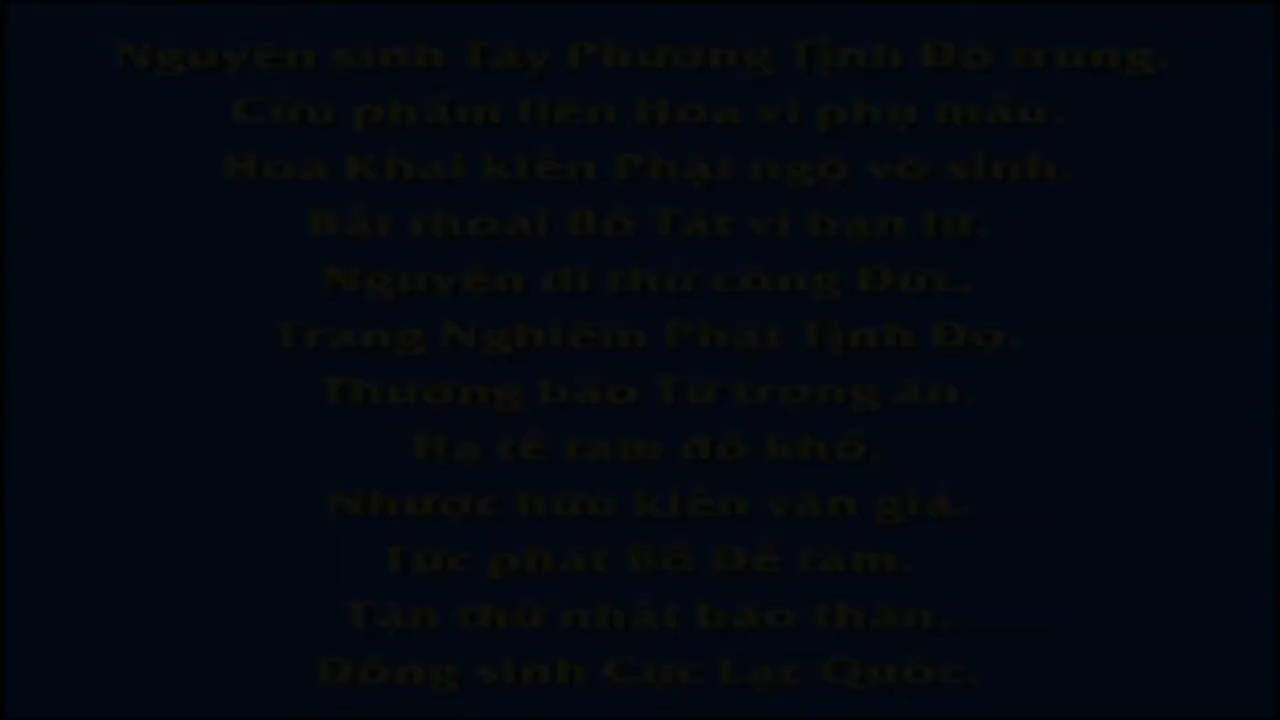 Nguyện sinh Tây Phương Tịnh Độ trung,
Cửu phẩm liên Hoa vi phụ mẫu.
Hoa Khai kiến Phật ngộ vô sinh,
Bất thoái Bồ Tát vi bạn lữ.
Nguyện dĩ thử công Đức,
Trang Nghiêm Phật Tịnh Độ.
Thượng báo Tứ trọng ân,
Hạ tế tam đồ khổ.
Nhược hữu kiến văn giả,
Tức phát Bồ Đề tâm.
Tận thử nhất báo thân,
Đồng sinh Cực Lạc Quốc.